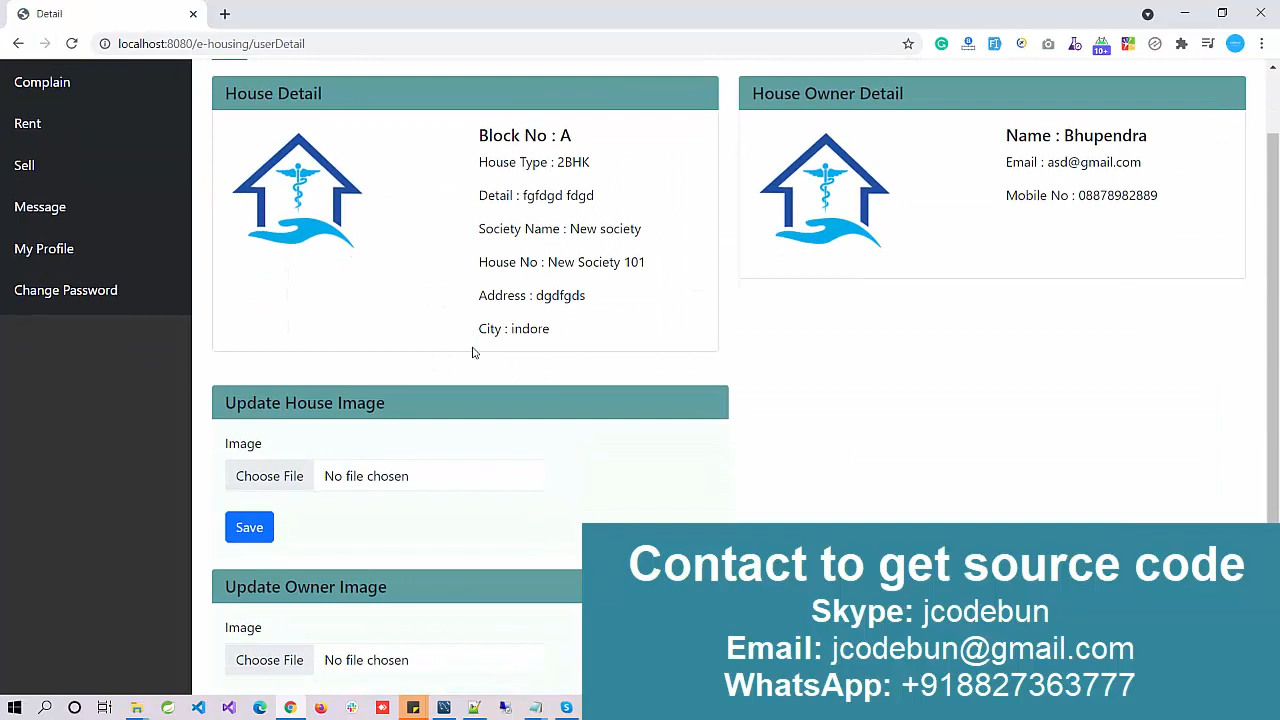 Detail
localhost:8080/e-housing/userDetail
10+
Complain
Rent
Sell
Message
My Profile
Change Password
House Detail
Block No : A
House Type : 2BHK
Detail : fgfdgd fdgd
Society Name : New society
House No : New Society 101
Address : dgdfgds
City : indore
House Owner Detail
Name : Bhupendra
Email : asd@gmail.com
Mobile No : 08878982889
Update House Image
Image
Choose File No file chosen
Save
Update Owner Image
Image
Choose File No file chosen
Contact to get source code
Skype: jcodebun
Email: jcodebun@gmail.com
WhatsApp: +918827363777